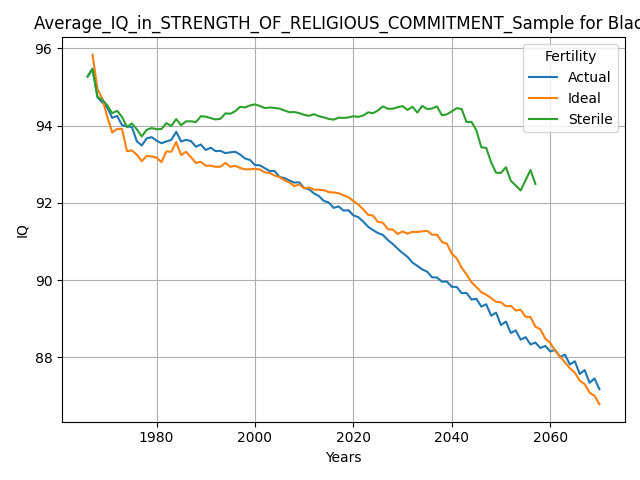 Average_IQ_in_STRENGTH_OF_RELIGIOUS_COMMITMENT_Sample for Blac
Fertility
Actual
Ideal
Sterile
96
94
92
90
88
IQ
1980
2000
2020
2040
2060
Years